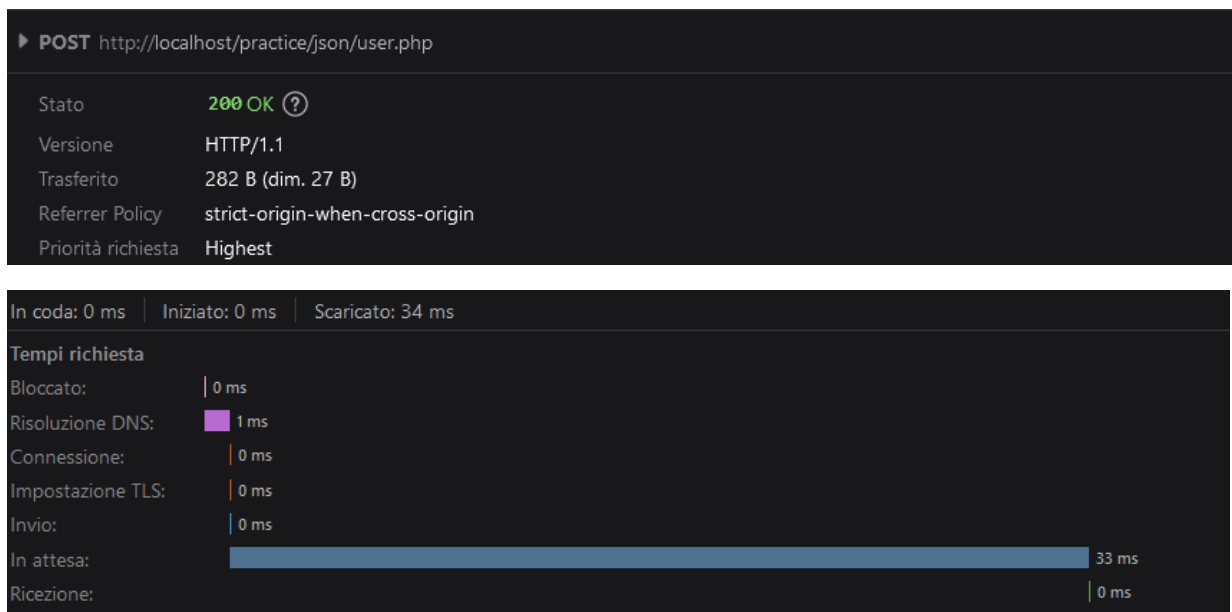 POST http://localhost/practice/json/user.php
Stato 200 OK ?
Versione HTTP/1.1
Trasferito 282 B (dim. 27 B)
Referrer Policy strict-origin-when-cross-origin
Priorità richiesta Highest
In coda: 0 ms Iniziato: 0 ms Scaricato: 34 ms
Tempi richiesta
Bloccato: 0 ms
Risoluzione DNS: 1 ms
Connessione: 0 ms
Impostazione TLS: 0 ms
Invio: 0 ms
In attesa: 33 ms
Ricezione: 0 ms